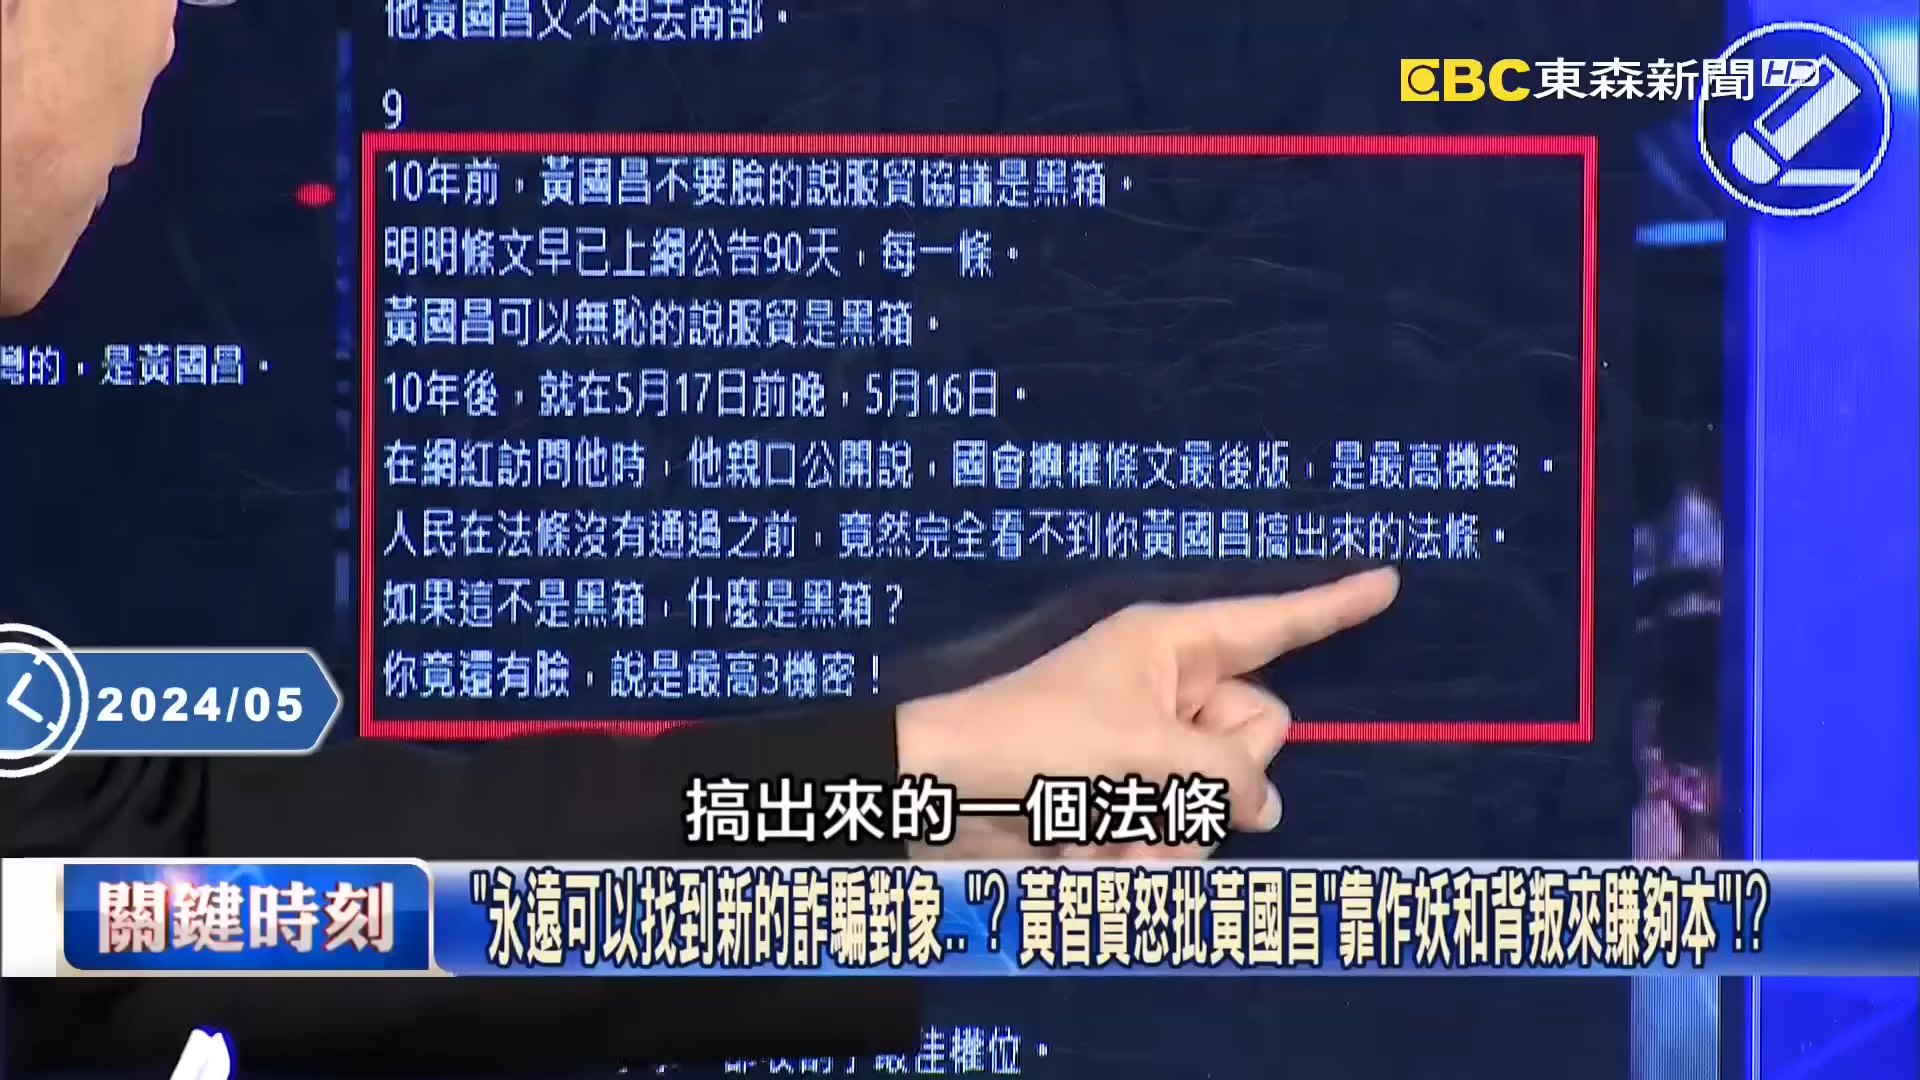 他黃國昌又不想去南部。
EBC東森新聞HD
9
10年前，黃國昌不要臉的說服貿協議是黑箱。
明明條文早已上網公告90天，每一條。
黃國昌可以無恥的說服貿是黑箱。
灣的，是黃國昌。
10年後，就在5月17日前晚，5月16日。
在網紅訪問他時，他親口公開說，國會擴權條文最後版，是最高機密。
人民在法條沒有通過之前，竟然完全看不到你黃國昌搞出來的法條。
如果這不是黑箱，什麼是黑箱？
你竟還有臉，說是最高3機密！
2024/05
搞出來的一個法條
關鍵時刻
"永遠可以找到新的詐騙對象.."? 黃智賢怒批黃國昌"靠作妖和背叛來賺夠本"!?
最佳權位。